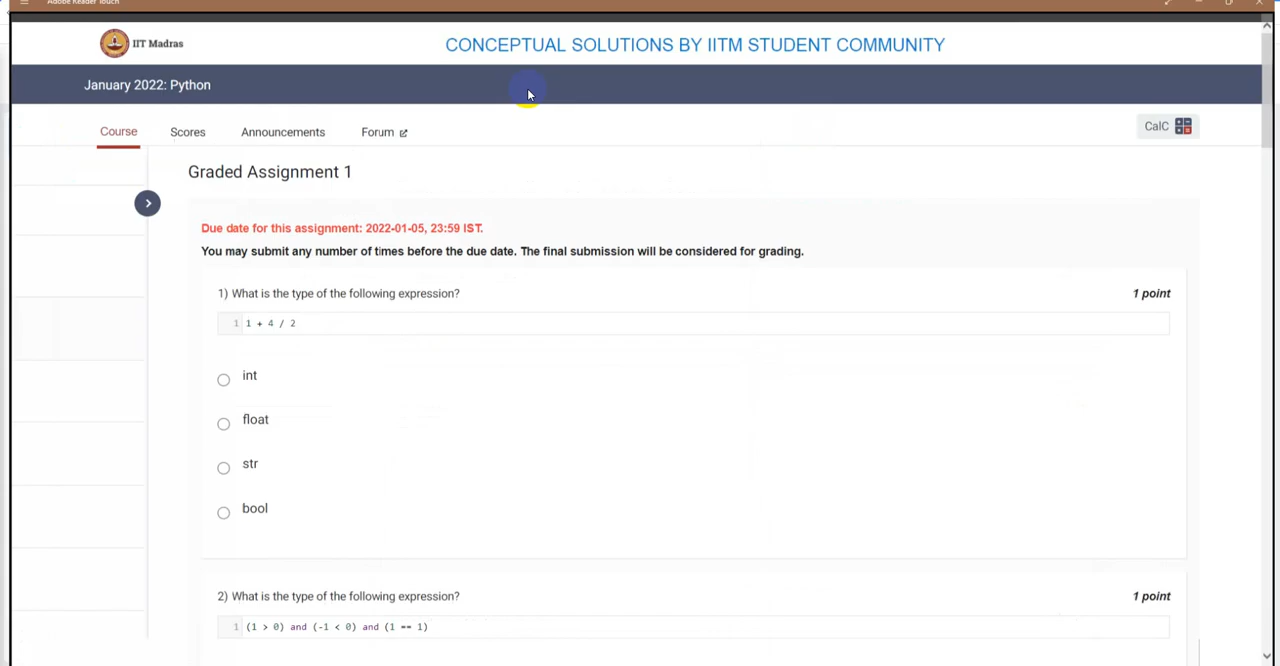 Adobe Reader Touch
IIT Madras
CONCEPTUAL SOLUTIONS BY IITM STUDENT COMMUNITY
January 2022: Python
Course
Scores
Announcements
Forum
CalC
Graded Assignment 1
Due date for this assignment: 2022-01-05, 23:59 IST.
You may submit any number of times before the due date. The final submission will be considered for grading.
1) What is the type of the following expression? 1 point
1 1 + 4 / 2
int
float
str
bool
2) What is the type of the following expression? 1 point
1 (1 > 0) and (-1 < 0) and (1 == 1)